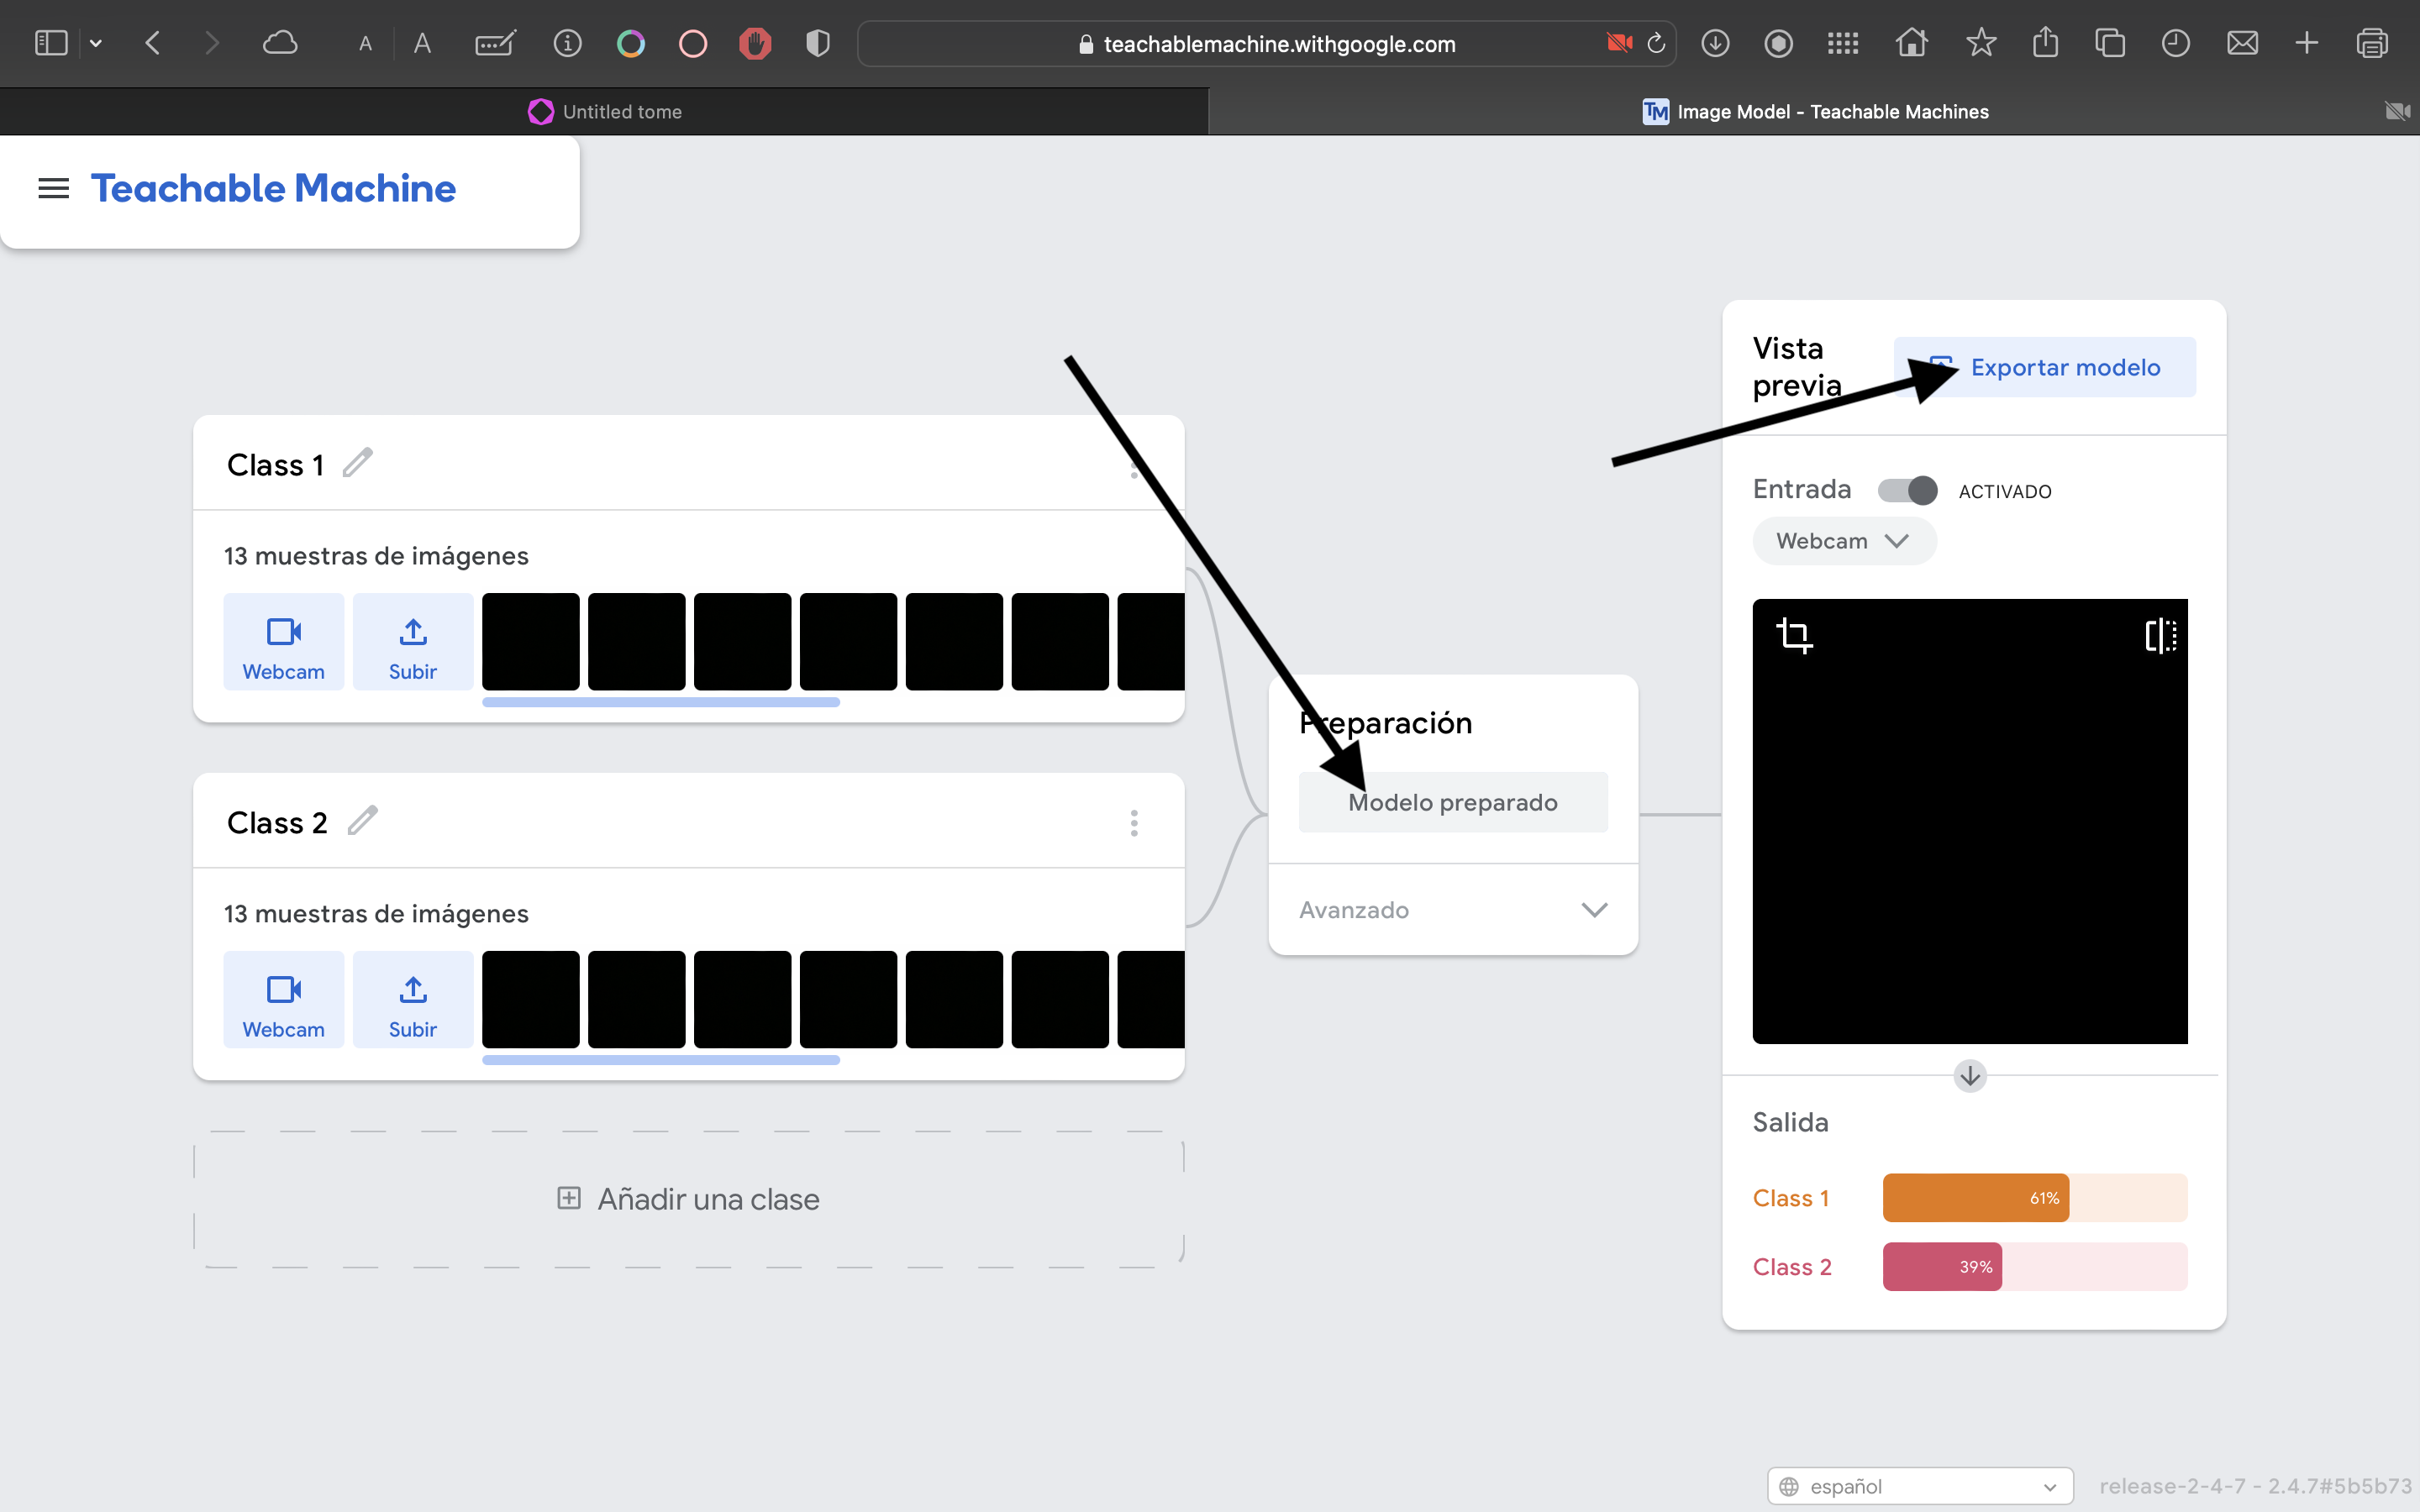 A A teachablemachine.withgoogle.com
Untitled tome
TM Image Model - Teachable Machines
Teachable Machine
Class 1
13 muestras de imágenes
Webcam Subir
Class 2
13 muestras de imágenes
Webcam Subir
Añadir una clase
Preparación
Modelo preparado
Avanzado
Vista
previa
Exportar modelo
Entrada ACTIVADO
Webcam
Salida
Class 1 61%
Class 2 39%
español
release-2-4-7 - 2.4.7#5b5b73